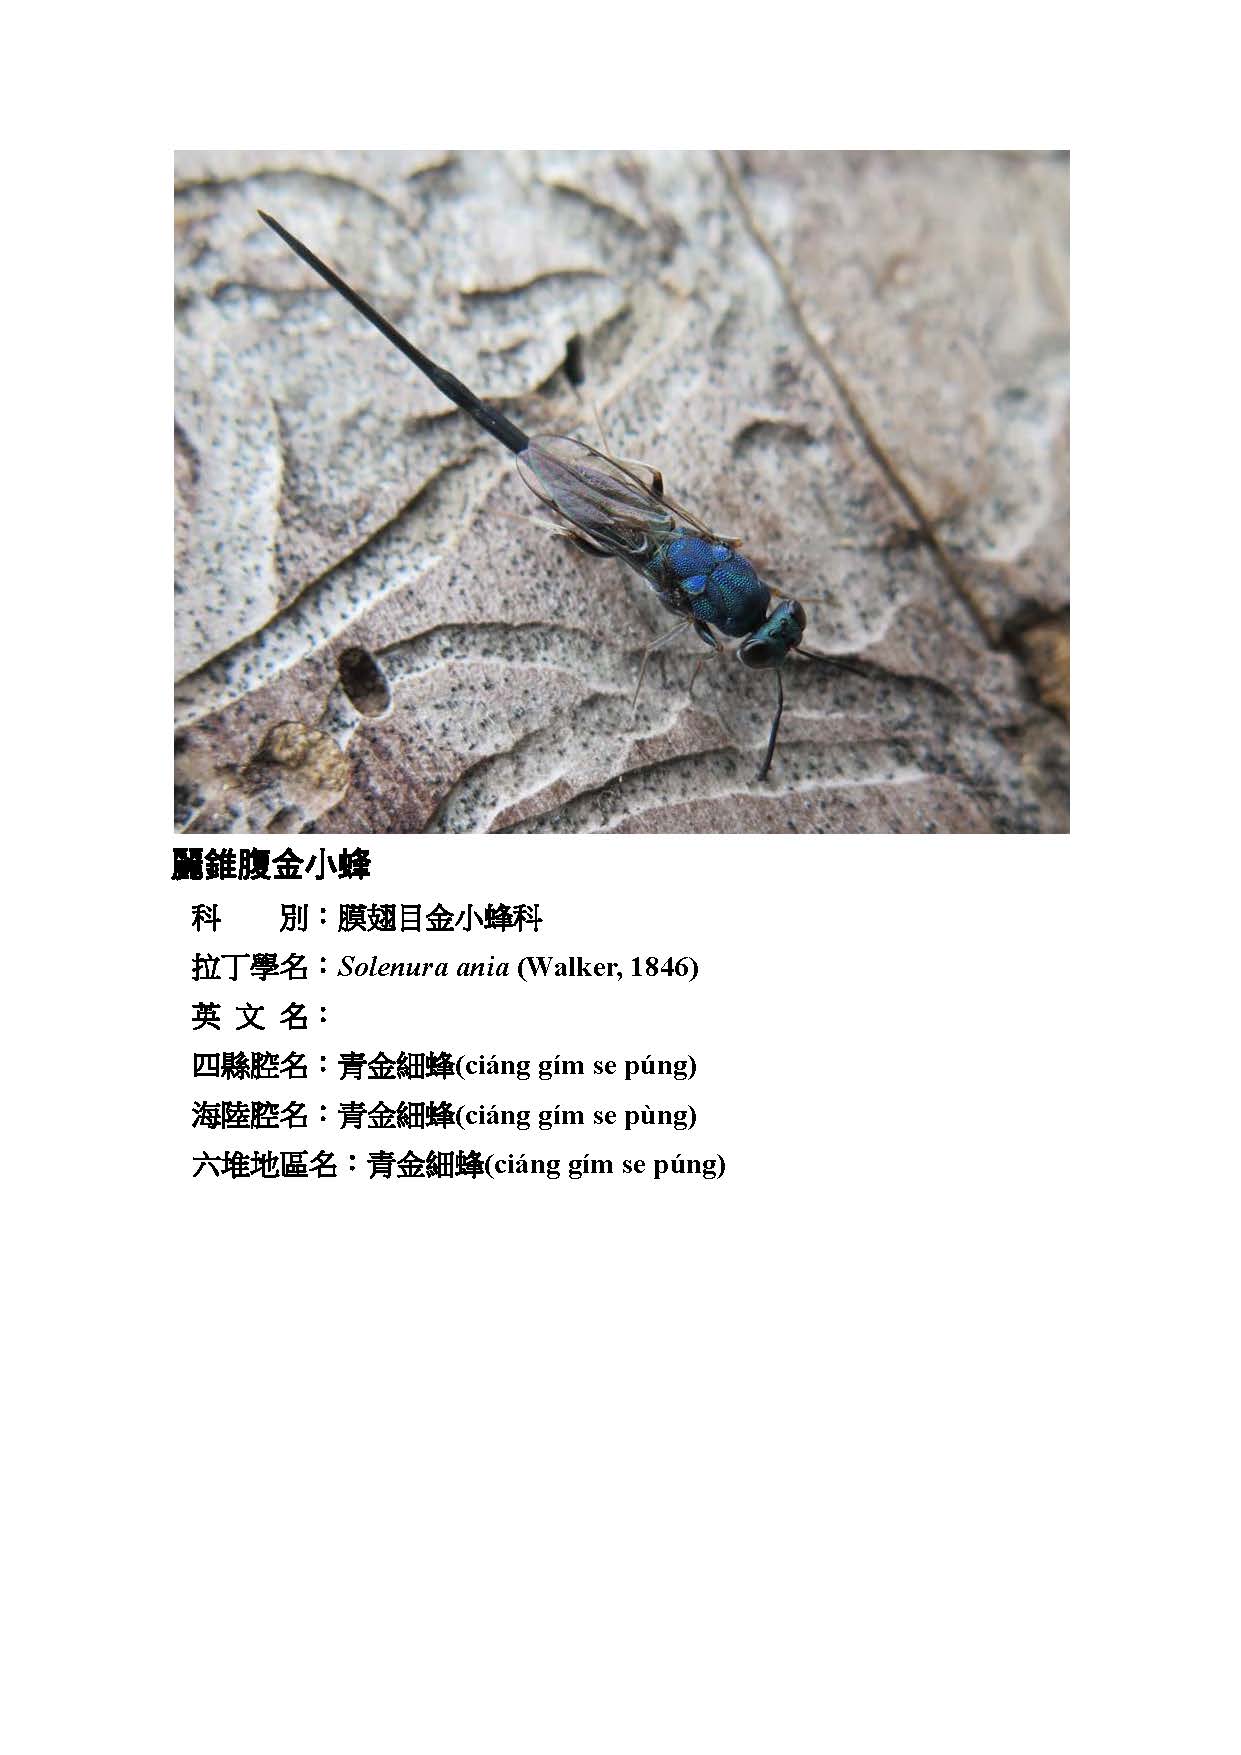 麗錐腹金小蜂
科　　別：膜翅目金小蜂科
拉丁學名：Solenura ania (Walker, 1846)
英 文 名：
四縣腔名：青金細蜂(ciáng gím se púng)
海陸腔名：青金細蜂(ciáng gím se pùng)
六堆地區名：青金細蜂(ciáng gím se púng)